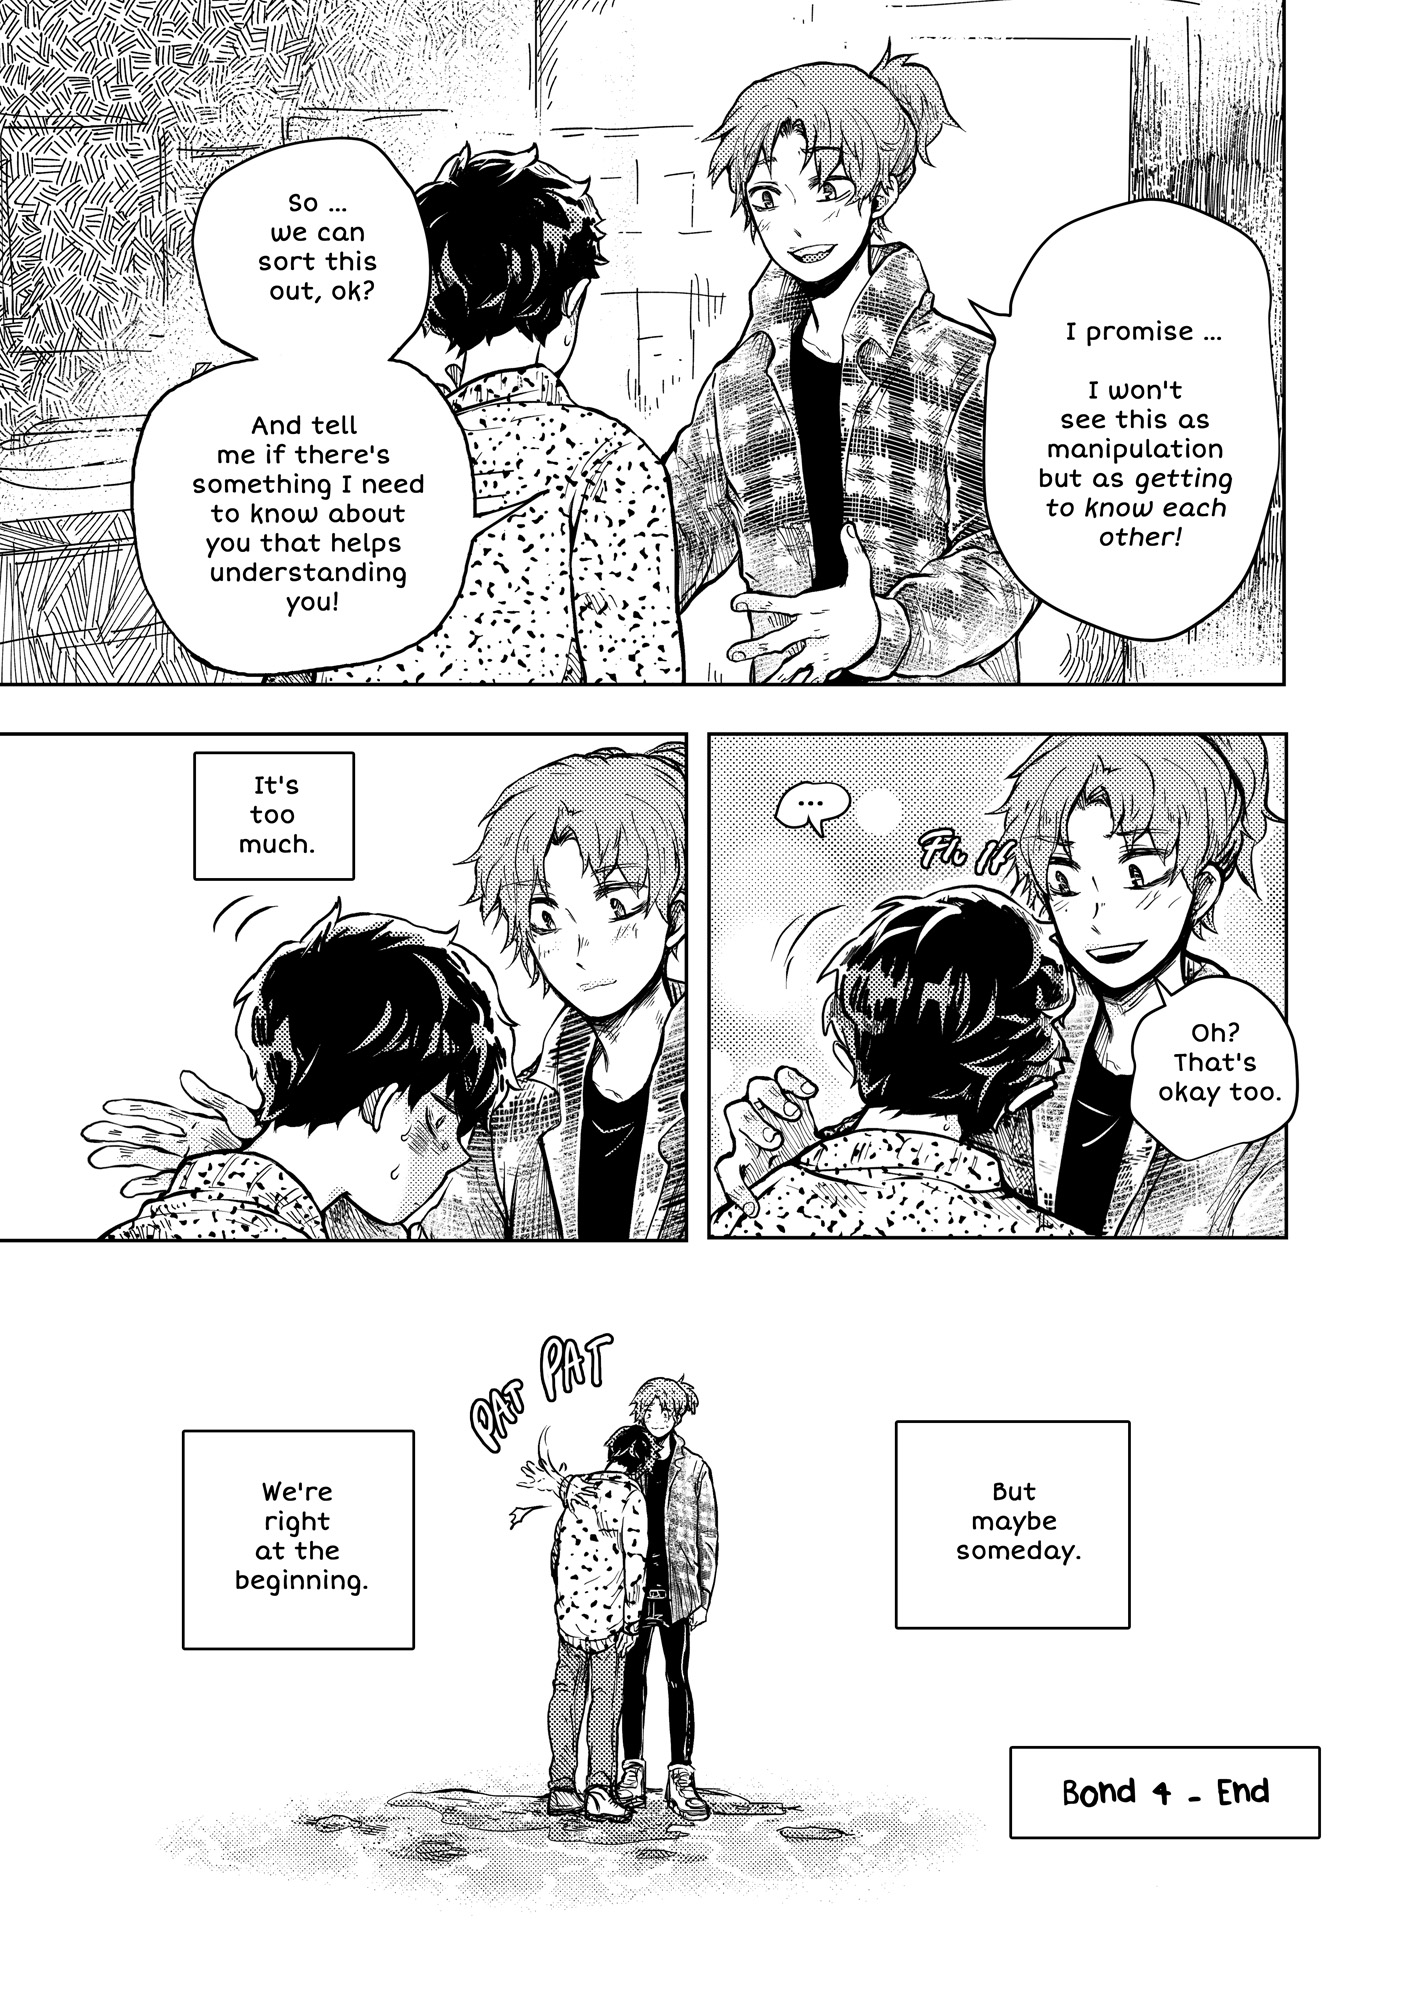 So ...
we can
sort this
out, ok?
And tell
me if there's
something I need
to know about
you that helps
understanding
you!
I promise ...
I won't
see this as
manipulation
but as getting
to know each
other!
It's
too
much.
...
Oh?
That's
okay too.
PAT PAT
We're
right
at the
beginning.
But
maybe
someday.
Bond 4 - End